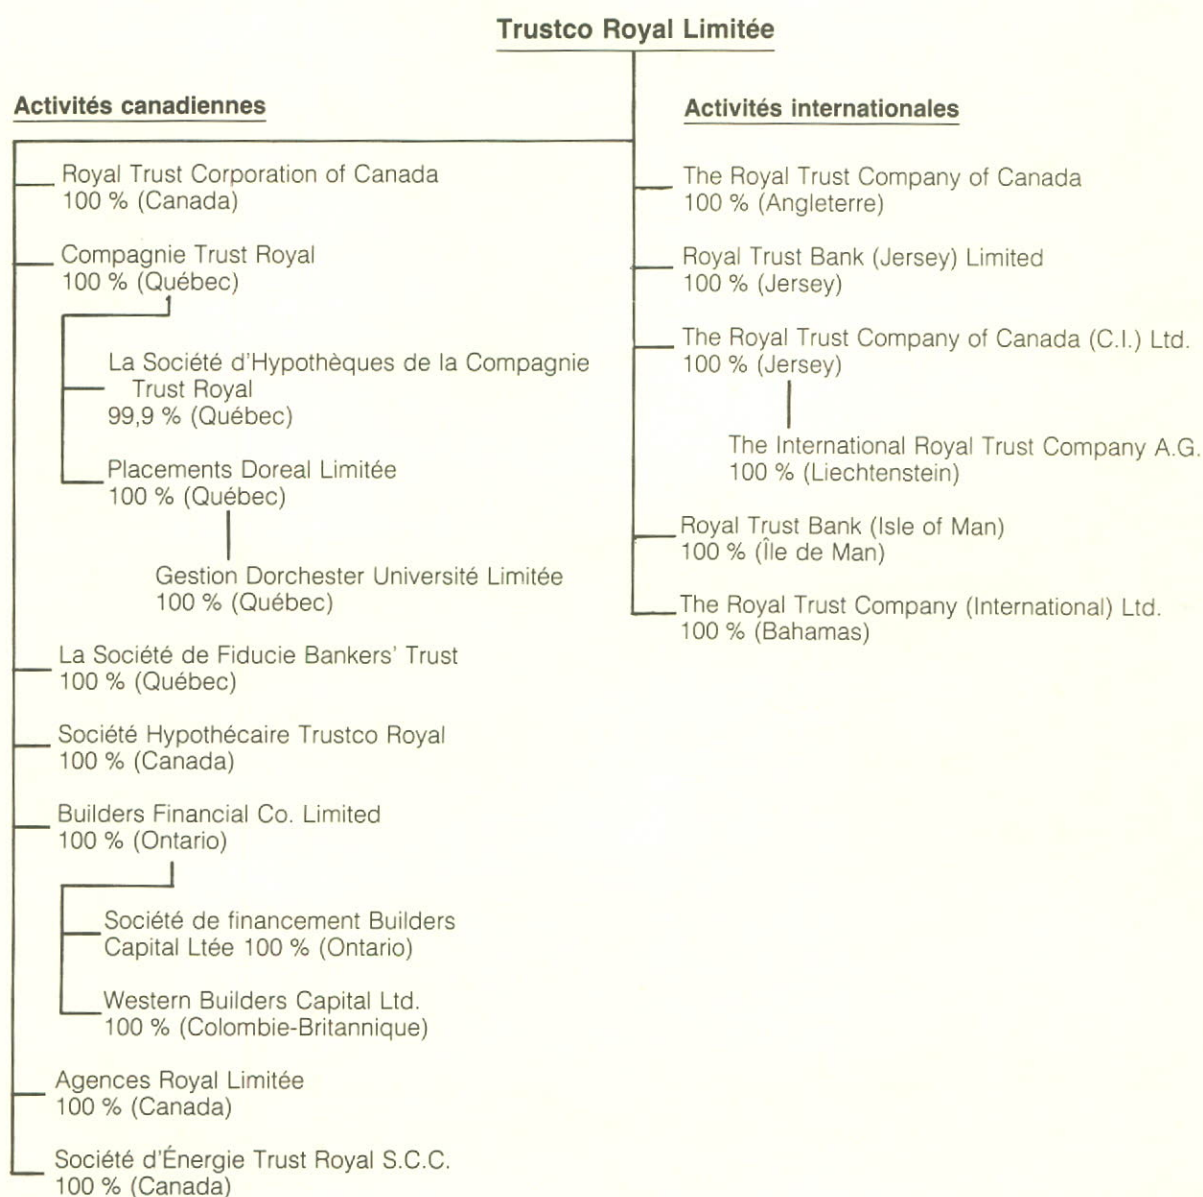 Trustco Royal Limitée
Activités canadiennes
Royal Trust Corporation of Canada
100 % (Canada)
Compagnie Trust Royal
100 % (Québec)
La Société d'Hypothèques de la Compagnie
Trust Royal
99,9 % (Québec)
Placements Doreal Limitée
100 % (Québec)
Gestion Dorchester Université Limitée
100 % (Québec)
La Société de Fiducie Bankers' Trust
100 % (Québec)
Société Hypothécaire Trustco Royal
100 % (Canada)
Builders Financial Co. Limited
100 % (Ontario)
Société de financement Builders
Capital Ltée 100 % (Ontario)
Western Builders Capital Ltd.
100 % (Colombie-Britannique)
Agences Royal Limitée
100 % (Canada)
Société d'Énergie Trust Royal S.C.C.
100 % (Canada)
Activités internationales
The Royal Trust Company of Canada
100 % (Angleterre)
Royal Trust Bank (Jersey) Limited
100 % (Jersey)
The Royal Trust Company of Canada (C.I.) Ltd.
100 % (Jersey)
The International Royal Trust Company A.G.
100 % (Liechtenstein)
Royal Trust Bank (Isle of Man)
100 % (Île de Man)
The Royal Trust Company (International) Ltd.
100 % (Bahamas)